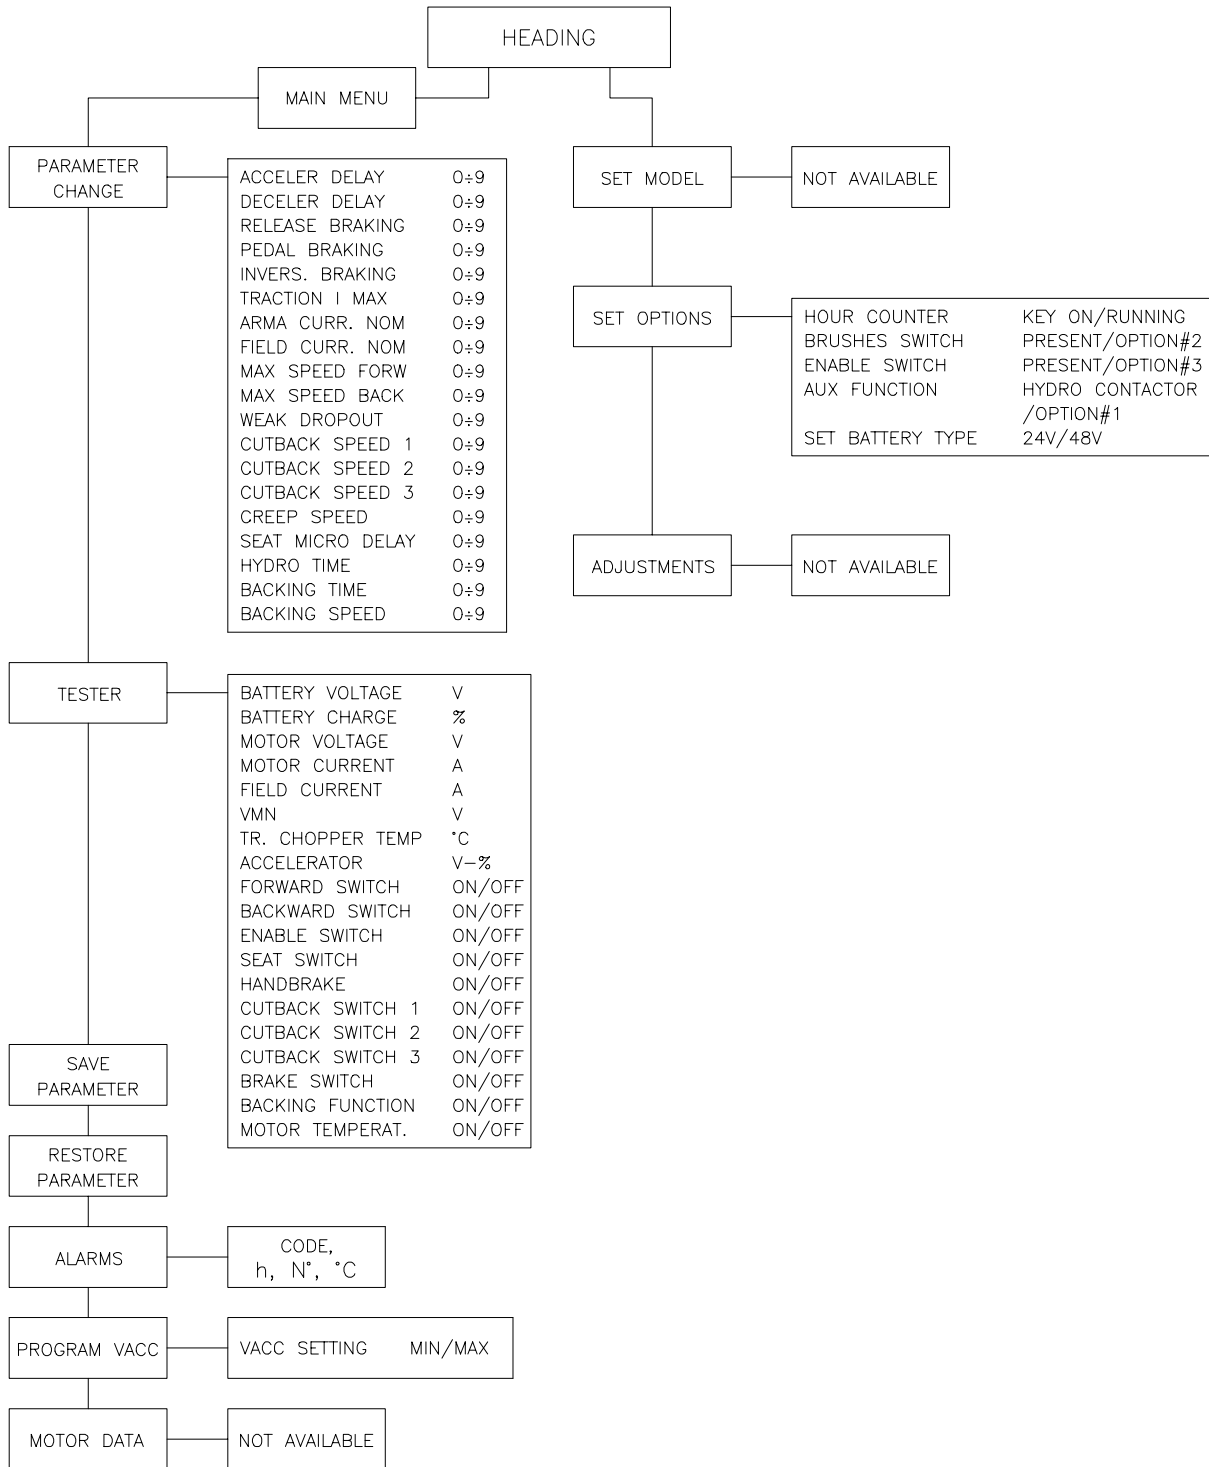 HEADING
MAIN MENU
PARAMETER
CHANGE
ACCELER DELAY 0÷9
DECELER DELAY 0÷9
RELEASE BRAKING 0÷9
PEDAL BRAKING 0÷9
INVERS. BRAKING 0÷9
TRACTION I MAX 0÷9
ARMA CURR. NOM 0÷9
FIELD CURR. NOM 0÷9
MAX SPEED FORW 0÷9
MAX SPEED BACK 0÷9
WEAK DROPOUT 0÷9
CUTBACK SPEED 1 0÷9
CUTBACK SPEED 2 0÷9
CUTBACK SPEED 3 0÷9
CREEP SPEED 0÷9
SEAT MICRO DELAY 0÷9
HYDRO TIME 0÷9
BACKING TIME 0÷9
BACKING SPEED 0÷9
SET MODEL
NOT AVAILABLE
SET OPTIONS
HOUR COUNTER KEY ON/RUNNING
BRUSHES SWITCH PRESENT/OPTION#2
ENABLE SWITCH PRESENT/OPTION#3
AUX FUNCTION HYDRO CONTACTOR
/OPTION#1
SET BATTERY TYPE 24V/48V
ADJUSTMENTS
NOT AVAILABLE
TESTER
BATTERY VOLTAGE V
BATTERY CHARGE %
MOTOR VOLTAGE V
MOTOR CURRENT A
FIELD CURRENT A
VMN V
TR. CHOPPER TEMP °C
ACCELERATOR V-%
FORWARD SWITCH ON/OFF
BACKWARD SWITCH ON/OFF
ENABLE SWITCH ON/OFF
SEAT SWITCH ON/OFF
HANDBRAKE ON/OFF
CUTBACK SWITCH 1 ON/OFF
CUTBACK SWITCH 2 ON/OFF
CUTBACK SWITCH 3 ON/OFF
BRAKE SWITCH ON/OFF
BACKING FUNCTION ON/OFF
MOTOR TEMPERAT. ON/OFF
SAVE
PARAMETER
RESTORE
PARAMETER
ALARMS
CODE,
h, N°, °C
PROGRAM VACC
VACC SETTING MIN/MAX
MOTOR DATA
NOT AVAILABLE